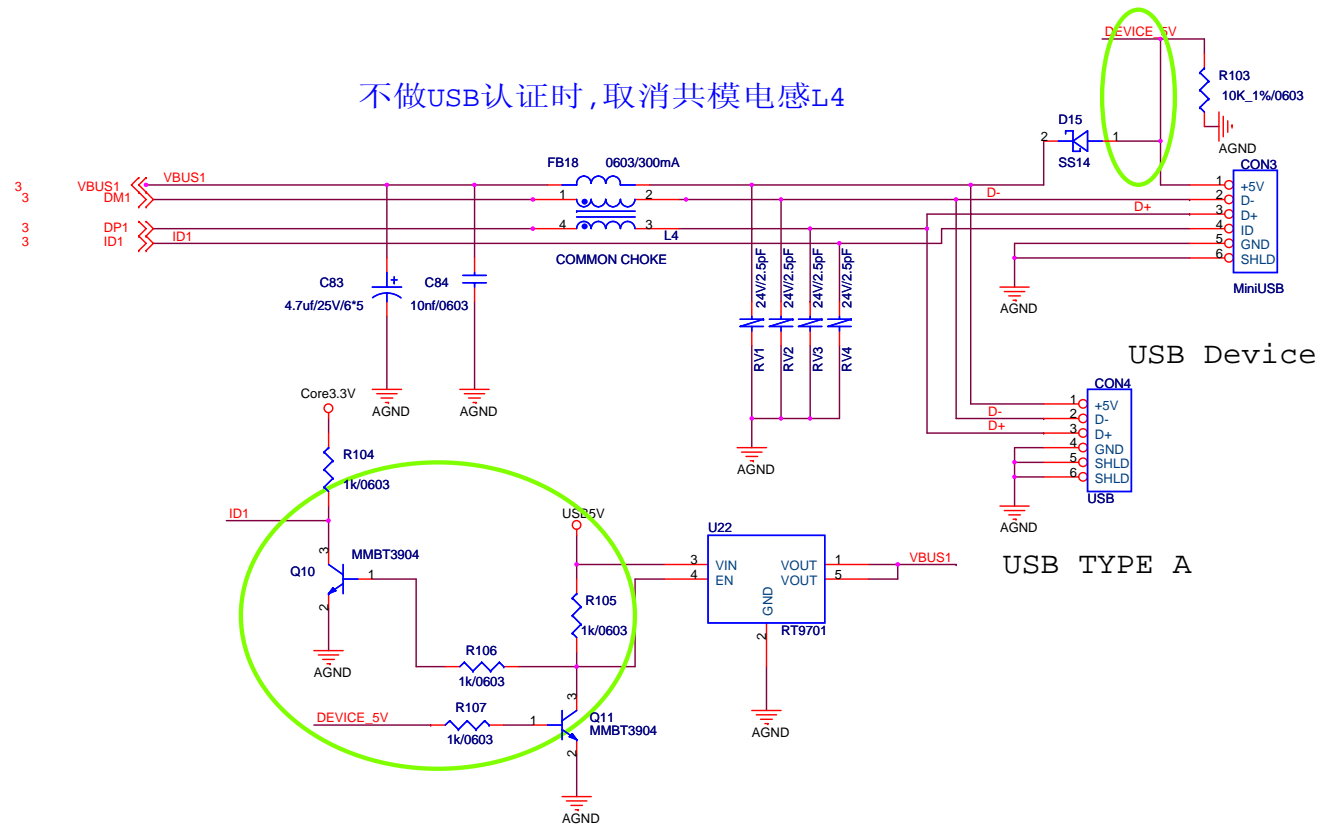 DEVICE_5V
R103
10K_1%/0603
AGND
不做USB认证时,取消共模电感L4
D15
2
1
SS14
FB18
0603/300mA
CON3
3
VBUS1
VBUS1
3
DM1
3
DP1
3
ID1
ID1
1
2
4
3
L4
COMMON CHOKE
D-
D+
1
+5V
2
D-
3
D+
4
ID
5
GND
6
SHLD
MiniUSB
AGND
C83
4.7uf/25V/6*5
C84
10nf/0603
24V/2.5pF
24V/2.5pF
24V/2.5pF
24V/2.5pF
RV1
RV2
RV3
RV4
USB Device
AGND
AGND
AGND
CON4
D-
D+
1
+5V
2
D-
3
D+
4
GND
5
SHLD
6
SHLD
USB
AGND
USB TYPE A
Core3.3V
R104
1k/0603
ID1
MMBT3904
Q10
3
1
2
AGND
USB5V
R105
1k/0603
R106
1k/0603
DEVICE_5V
R107
1k/0603
1
3
2
Q11
MMBT3904
AGND
U22
3
VIN
4
EN
VOUT
1
VOUT
5
GND
2
RT9701
VBUS1
AGND